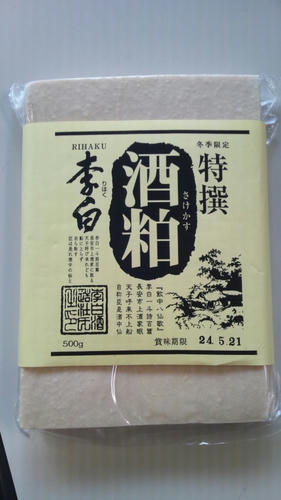 冬季限定
特撰
酒粕
さけかす
RIHAKU
李白
りはく
『飲中八仙歌』
李白一斗詩百篇
長安市上酒家眠
天子呼来不上船
自称臣是酒中仙
500g
賞味期限
24.5.21